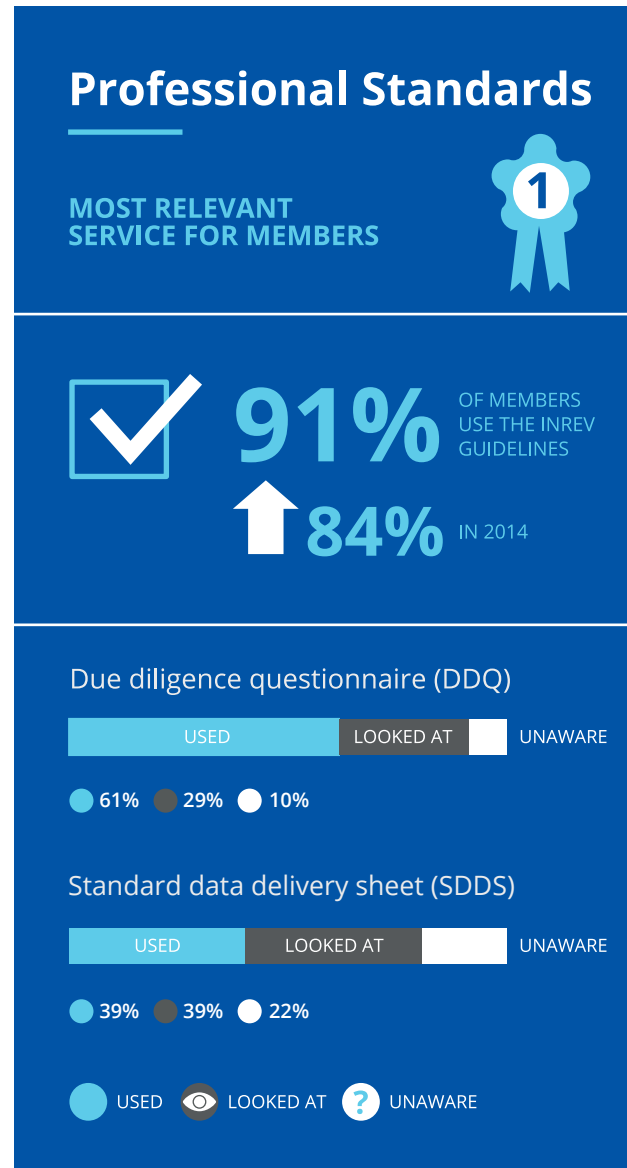 Professional Standards
MOST RELEVANT
SERVICE FOR MEMBERS
1
91%
OF MEMBERS
USE THE INREV
GUIDELINES
84% IN 2014
Due diligence questionnaire (DDQ)
USED LOOKED AT UNAWARE
61% 29% 10%
Standard data delivery sheet (SDDS)
USED LOOKED AT UNAWARE
39% 39% 22%
USED LOOKED AT ? UNAWARE